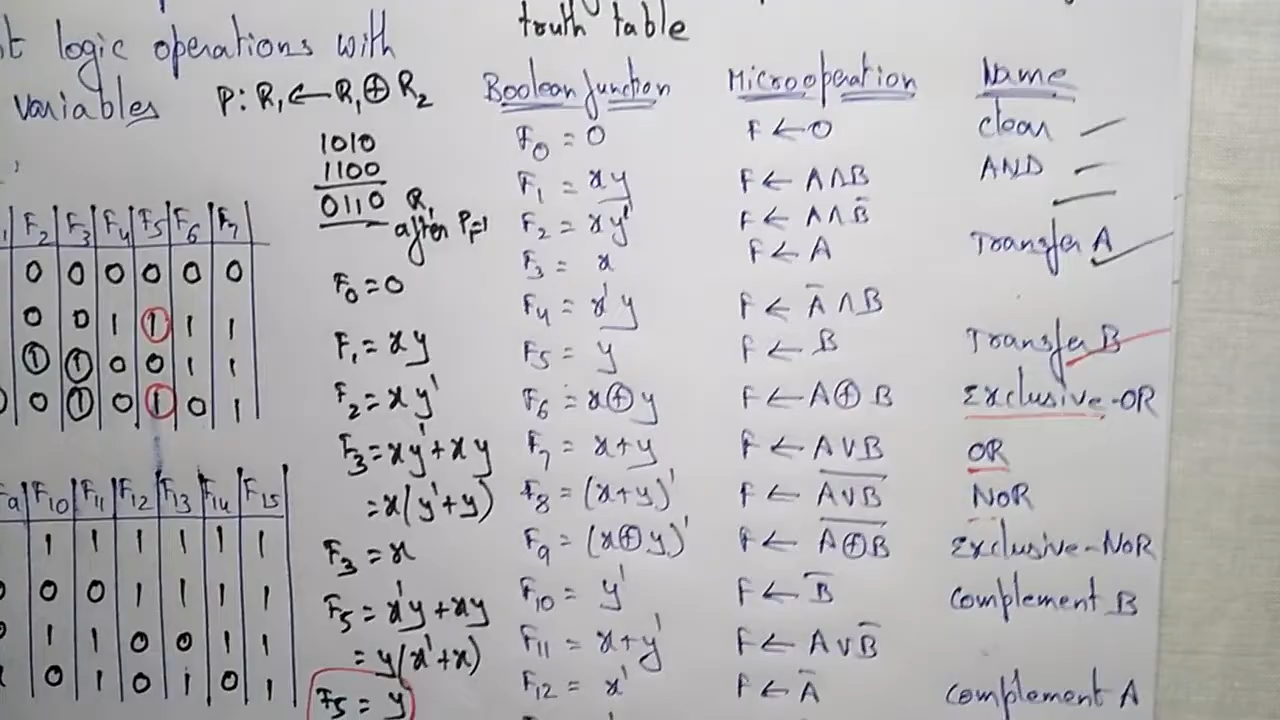 t logic operations with
variables P: R₁ ← R₁ ⊕ R₂
truth table
1010
1100
0110 R₁
after P=1
F₂ F₃ F₄ F₅ F₆ F₇
0 0 0 0 0 0
0 0 1 1 1 1
1 1 0 0 1 1
0 1 0 1 0 1
F₁₀ F₁₁ F₁₂ F₁₃ F₁₄ F₁₅
1 1 1 1 1 1
0 0 0 1 1 1 1
1 1 0 0 1 1
0 1 0 1 0 1
F₀ = 0
F₁ = xy
F₂ = xy'
F₃ = xy' + xy
= x(y' + y)
F₃ = x
F₅ = x'y + xy
= y(x' + x)
F₅ = y
Boolean function Microoperation Name
F₀ = 0 F ← 0 clear
F₁ = xy F ← A∧B AND
F₂ = xy' F ← A∧B̅
F₃ = x F ← A Transfer A
F₄ = x'y F ← A̅∧B
F₅ = y F ← B Transfer B
F₆ = x⊕y F ← A⊕B Exclusive-OR
F₇ = x+y F ← A∨B OR
F₈ = (x+y)' F ← A̅∨̅B̅ NOR
F₉ = (x⊕y)' F ← A̅⊕̅B̅ Exclusive-NOR
F₁₀ = y' F ← B̅ Complement B
F₁₁ = x+y' F ← A∨B̅
F₁₂ = x' F ← A̅ Complement A